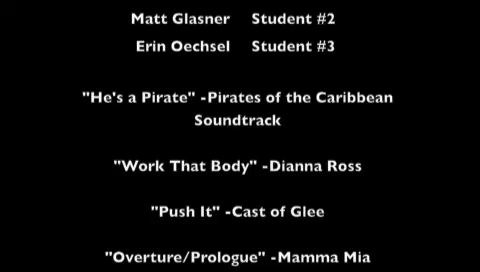 Matt Glasner Student #2
Erin Oechsel Student #3
"He's a Pirate" -Pirates of the Caribbean
Soundtrack
"Work That Body" -Dianna Ross
"Push It" -Cast of Glee
"Overture/Prologue" -Mamma Mia